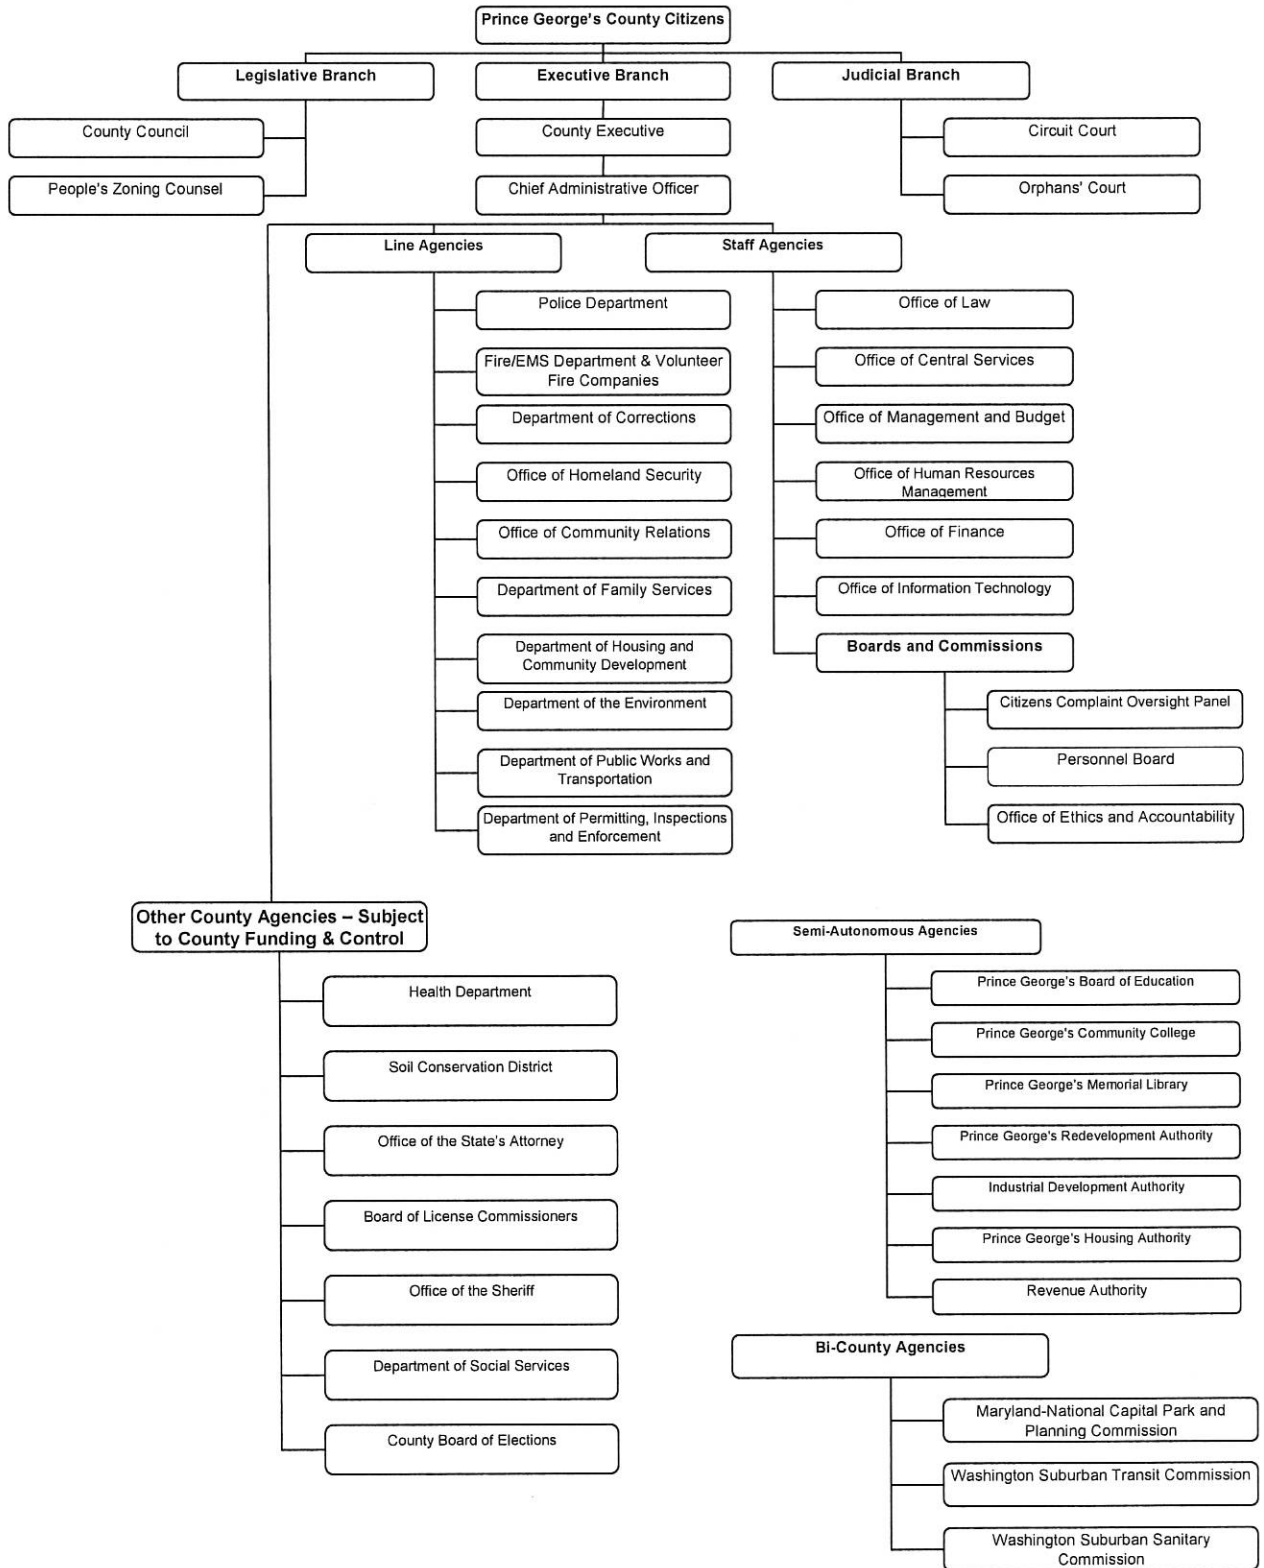 Prince George's County Citizens
Legislative Branch
Executive Branch
Judicial Branch
County Council
County Executive
Circuit Court
People's Zoning Counsel
Chief Administrative Officer
Orphans' Court
Line Agencies
Staff Agencies
Police Department
Fire/EMS Department & Volunteer
Fire Companies
Department of Corrections
Office of Homeland Security
Office of Community Relations
Department of Family Services
Department of Housing and
Community Development
Department of the Environment
Department of Public Works and
Transportation
Department of Permitting, Inspections
and Enforcement
Office of Law
Office of Central Services
Office of Management and Budget
Office of Human Resources
Management
Office of Finance
Office of Information Technology
Boards and Commissions
Citizens Complaint Oversight Panel
Personnel Board
Office of Ethics and Accountability
Other County Agencies – Subject
to County Funding & Control
Health Department
Soil Conservation District
Office of the State's Attorney
Board of License Commissioners
Office of the Sheriff
Department of Social Services
County Board of Elections
Semi-Autonomous Agencies
Prince George's Board of Education
Prince George's Community College
Prince George's Memorial Library
Prince George's Redevelopment Authority
Industrial Development Authority
Prince George's Housing Authority
Revenue Authority
Bi-County Agencies
Maryland-National Capital Park and
Planning Commission
Washington Suburban Transit Commission
Washington Suburban Sanitary
Commission